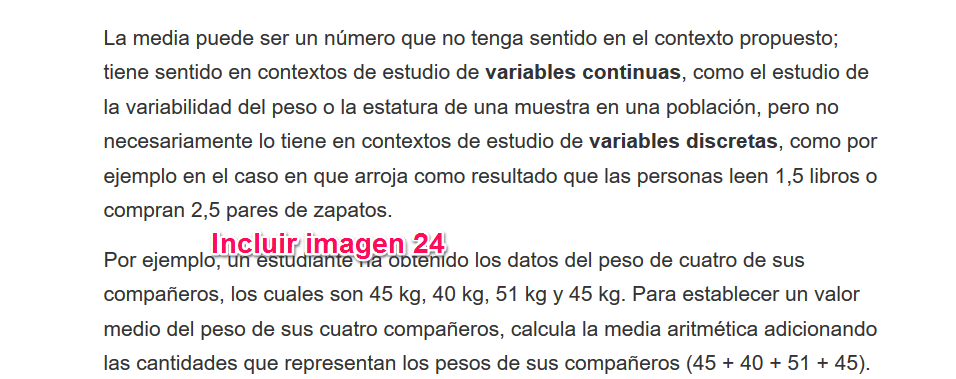 La media puede ser un número que no tenga sentido en el contexto propuesto;
tiene sentido en contextos de estudio de variables continuas, como el estudio de
la variabilidad del peso o la estatura de una muestra en una población, pero no
necesariamente lo tiene en contextos de estudio de variables discretas, como por
ejemplo en el caso en que arroja como resultado que las personas leen 1,5 libros o
compran 2,5 pares de zapatos.
Incluir imagen 24
Por ejemplo, un estudiante ha obtenido los datos del peso de cuatro de sus
compañeros, los cuales son 45 kg, 40 kg, 51 kg y 45 kg. Para establecer un valor
medio del peso de sus cuatro compañeros, calcula la media aritmética adicionando
las cantidades que representan los pesos de sus compañeros (45 + 40 + 51 + 45).